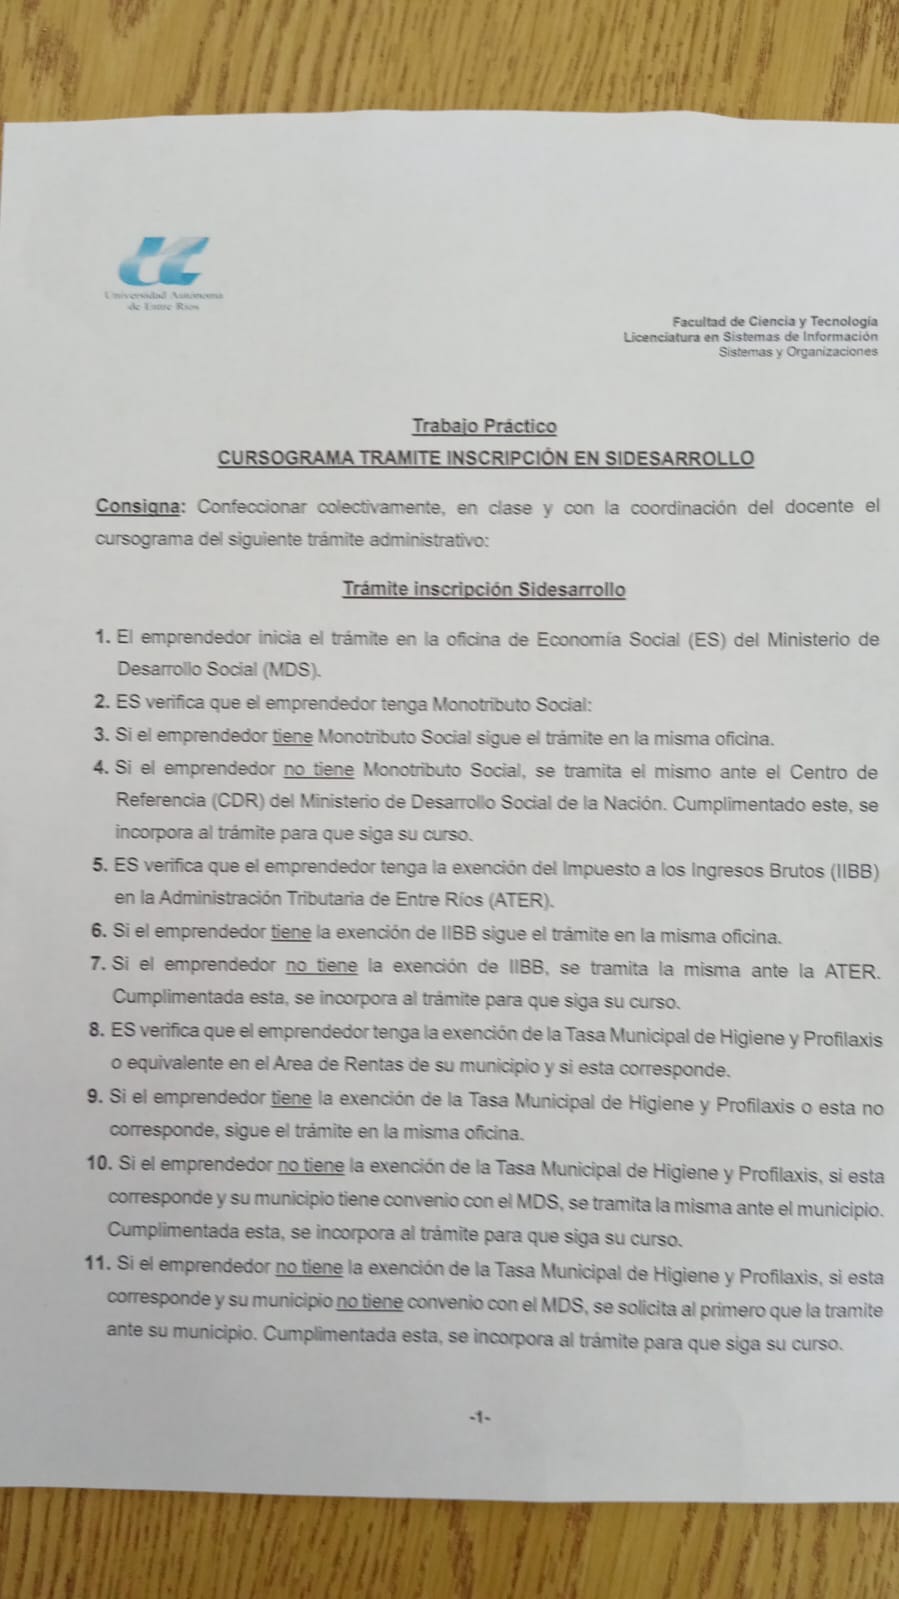 Universidad Autónoma
de Entre Ríos
Facultad de Ciencia y Tecnología
Licenciatura en Sistemas de Información
Sistemas y Organizaciones
Trabajo Práctico
CURSOGRAMA TRAMITE INSCRIPCIÓN EN SIDESARROLLO
Consigna: Confeccionar colectivamente, en clase y con la coordinación del docente el
cursograma del siguiente trámite administrativo:
Trámite inscripción Sidesarrollo
1. El emprendedor inicia el trámite en la oficina de Economía Social (ES) del Ministerio de
Desarrollo Social (MDS).
2. ES verifica que el emprendedor tenga Monotributo Social:
3. Si el emprendedor tiene Monotributo Social sigue el trámite en la misma oficina.
4. Si el emprendedor no tiene Monotributo Social, se tramita el mismo ante el Centro de
Referencia (CDR) del Ministerio de Desarrollo Social de la Nación. Cumplimentado este, se
incorpora al trámite para que siga su curso.
5. ES verifica que el emprendedor tenga la exención del Impuesto a los Ingresos Brutos (IIBB)
en la Administración Tributaria de Entre Ríos (ATER).
6. Si el emprendedor tiene la exención de IIBB sigue el trámite en la misma oficina.
7. Si el emprendedor no tiene la exención de IIBB, se tramita la misma ante la ATER.
Cumplimentada esta, se incorpora al trámite para que siga su curso.
8. ES verifica que el emprendedor tenga la exención de la Tasa Municipal de Higiene y Profilaxis
o equivalente en el Area de Rentas de su municipio y si esta corresponde.
9. Si el emprendedor tiene la exención de la Tasa Municipal de Higiene y Profilaxis o esta no
corresponde, sigue el trámite en la misma oficina.
10. Si el emprendedor no tiene la exención de la Tasa Municipal de Higiene y Profilaxis, si esta
corresponde y su municipio tiene convenio con el MDS, se tramita la misma ante el municipio.
Cumplimentada esta, se incorpora al trámite para que siga su curso.
11. Si el emprendedor no tiene la exención de la Tasa Municipal de Higiene y Profilaxis, si esta
corresponde y su municipio no tiene convenio con el MDS, se solicita al primero que la tramite
ante su municipio. Cumplimentada esta, se incorpora al trámite para que siga su curso.
-1-